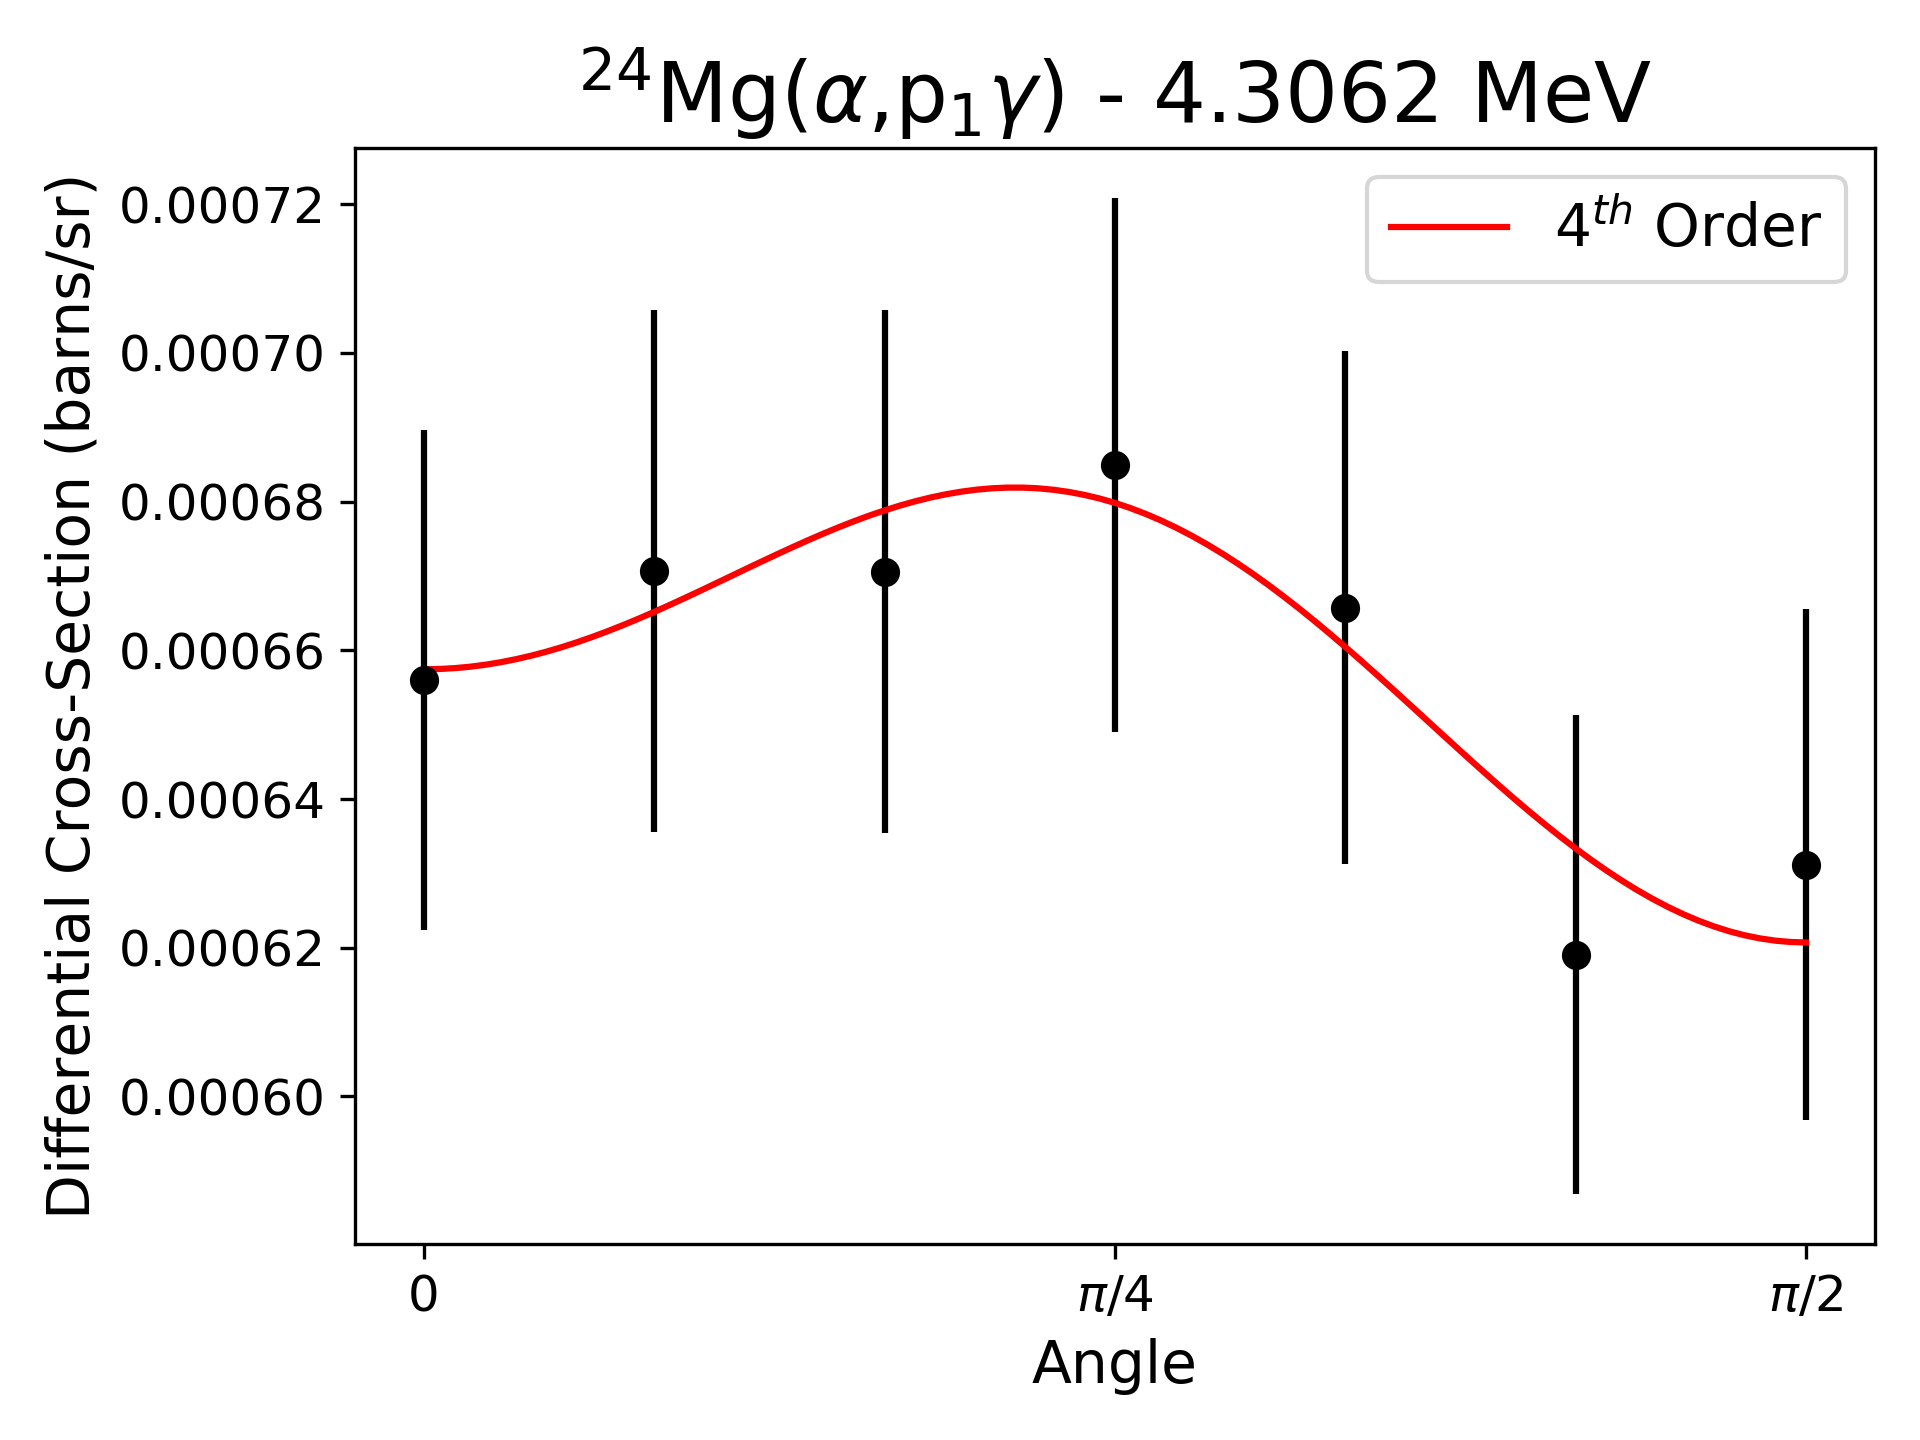 ²⁴Mg(α,p₁γ) - 4.3062 MeV
4ᵗʰ Order
Differential Cross-Section (barns/sr)
0.00072
0.00070
0.00068
0.00066
0.00064
0.00062
0.00060
0 π/4 π/2
Angle